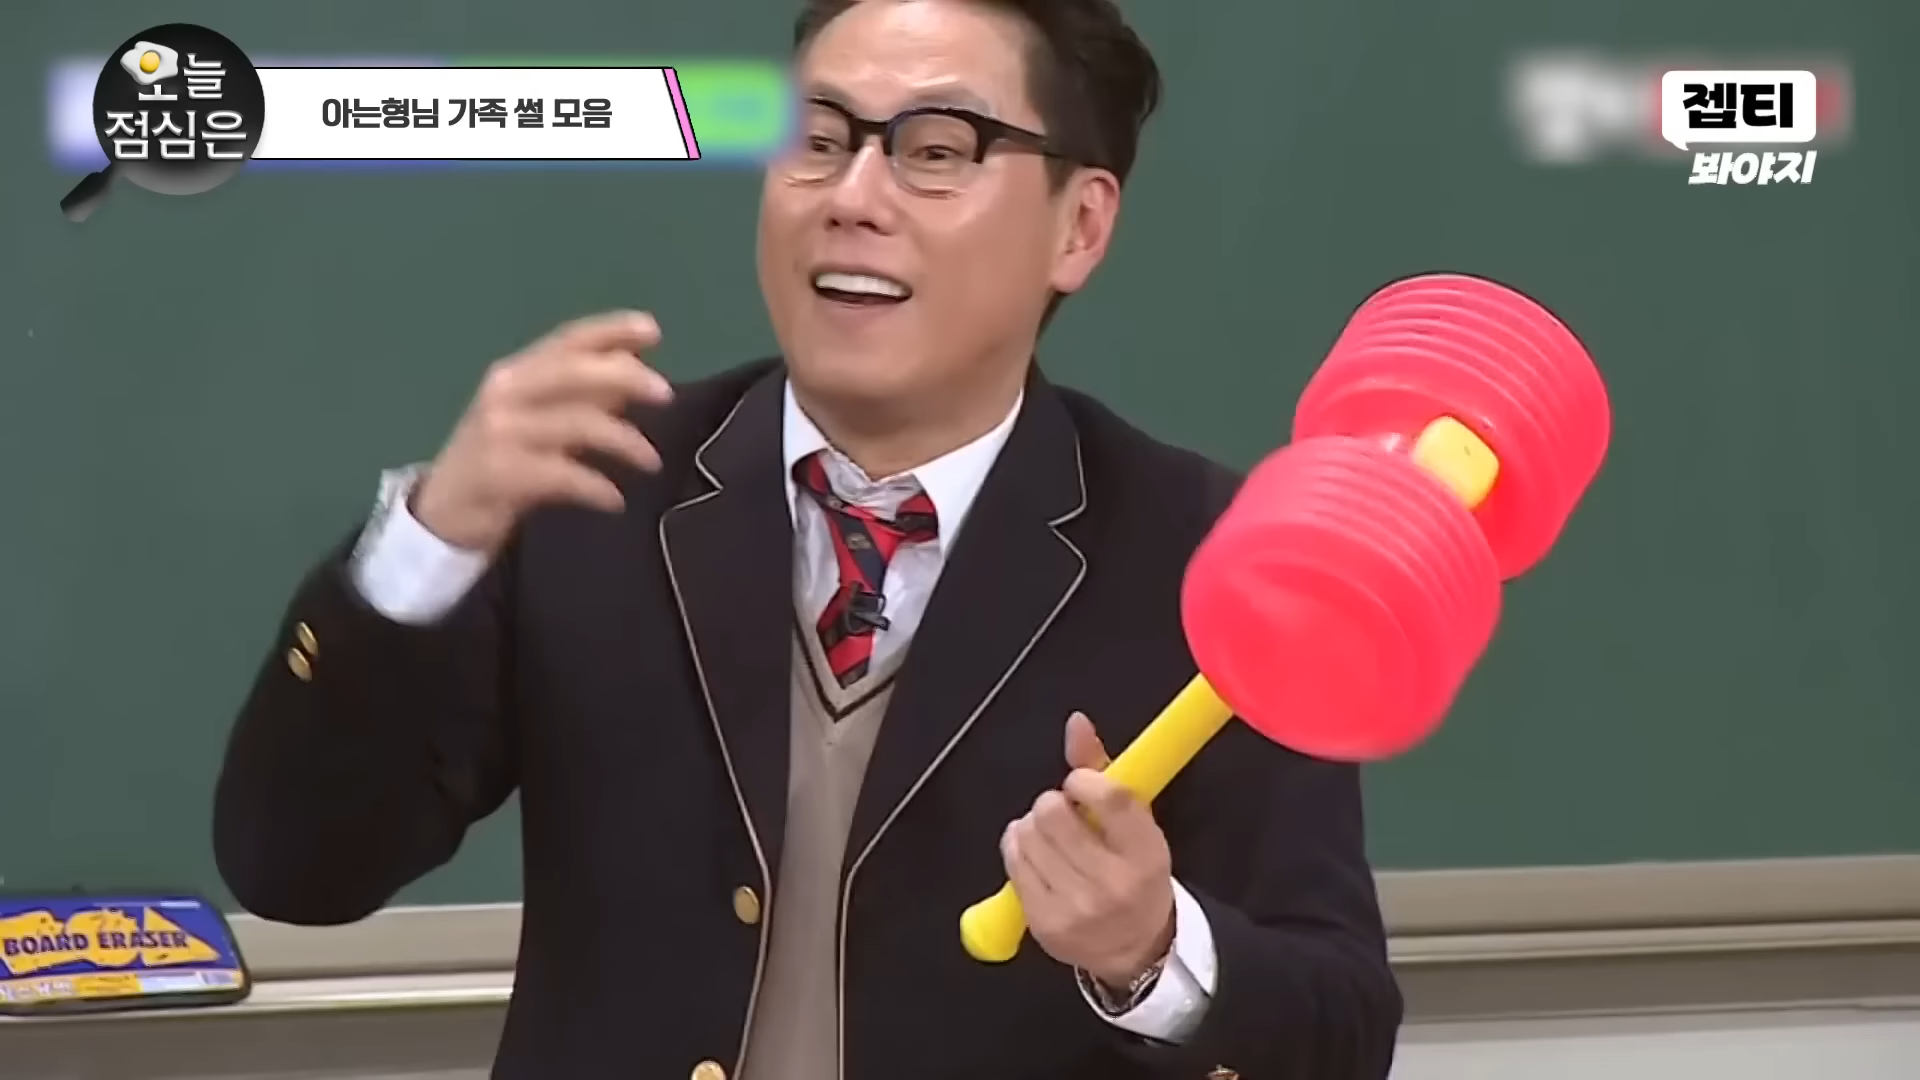 오늘
점심은
아는형님 가족 썰 모음
젭티
봐야지
BOARD ERASER